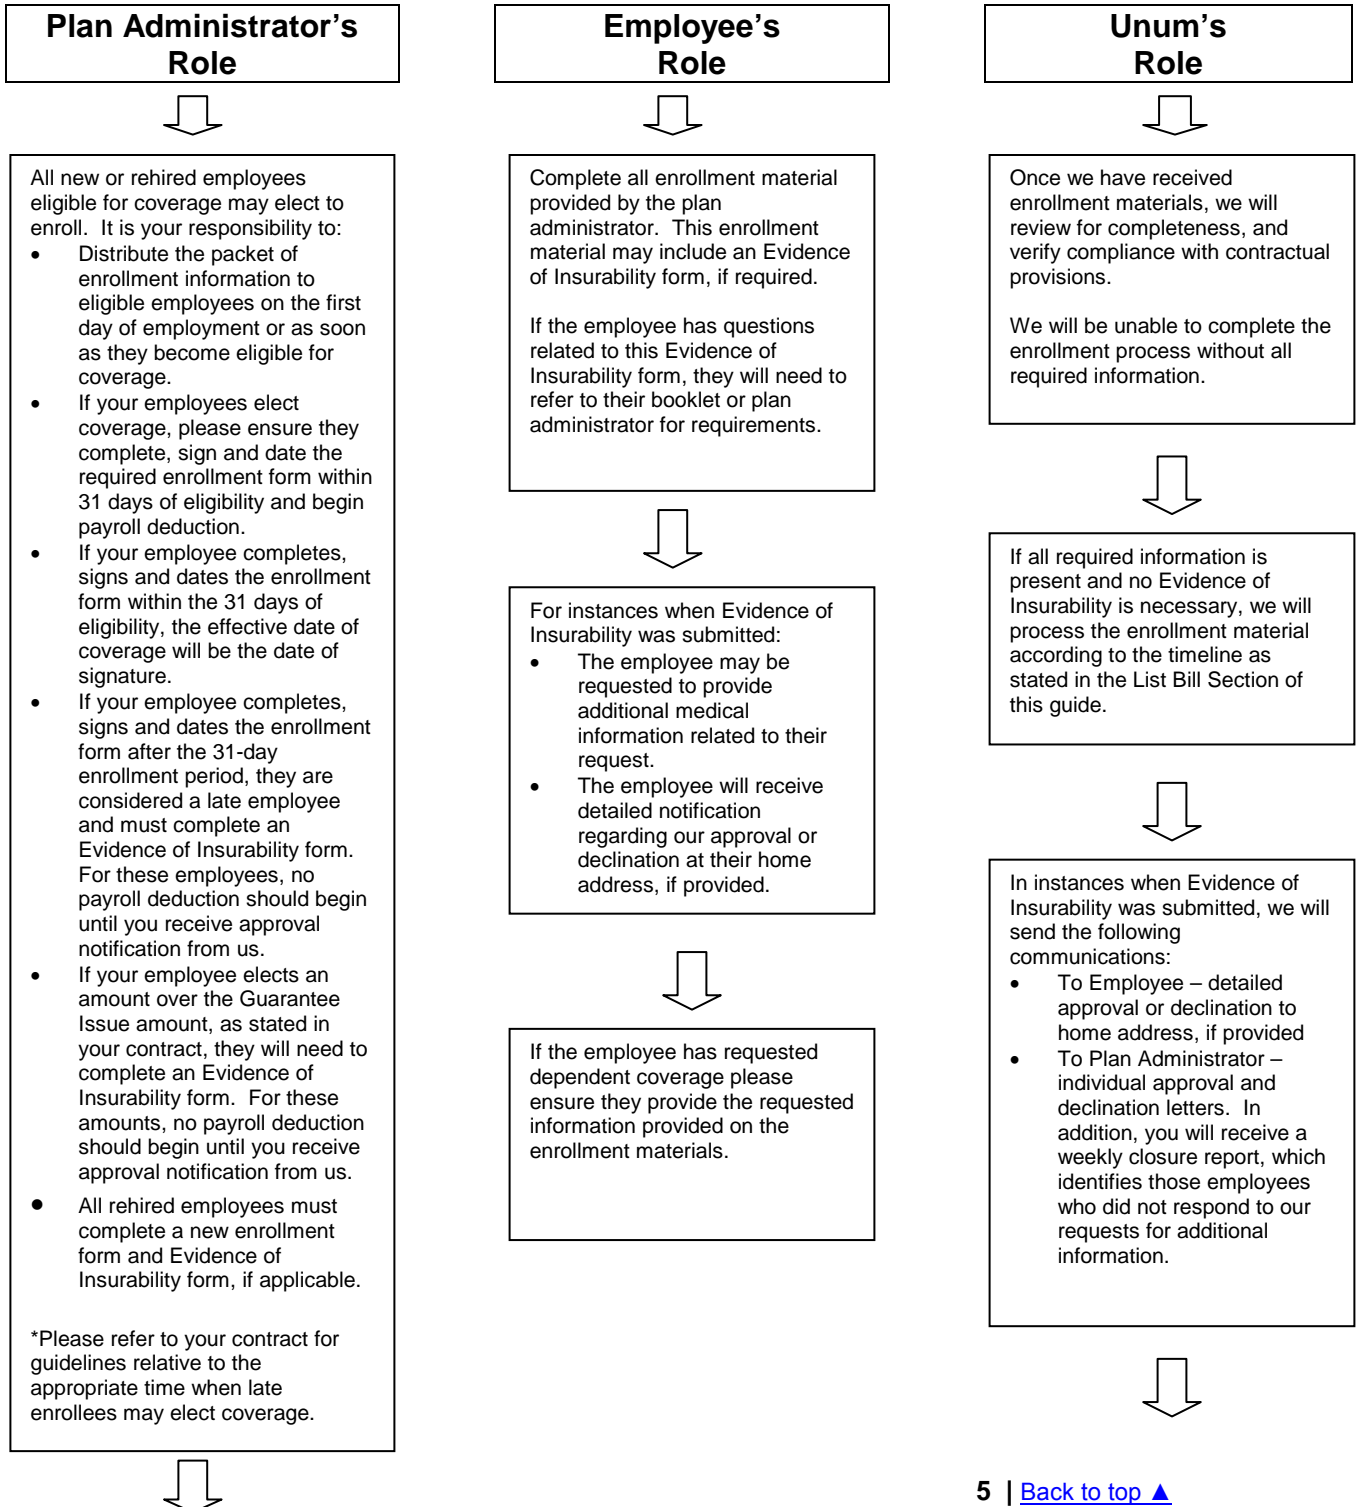 Plan Administrator's
Role
All new or rehired employees
eligible for coverage may elect to
enroll.  It is your responsibility to:
• Distribute the packet of
enrollment information to
eligible employees on the first
day of employment or as soon
as they become eligible for
coverage.
• If your employees elect
coverage, please ensure they
complete, sign and date the
required enrollment form within
31 days of eligibility and begin
payroll deduction.
• If your employee completes,
signs and dates the enrollment
form within the 31 days of
eligibility, the effective date of
coverage will be the date of
signature.
• If your employee completes,
signs and dates the enrollment
form after the 31-day
enrollment period, they are
considered a late employee
and must complete an
Evidence of Insurability form.
For these employees, no
payroll deduction should begin
until you receive approval
notification from us.
• If your employee elects an
amount over the Guarantee
Issue amount, as stated in
your contract, they will need to
complete an Evidence of
Insurability form.  For these
amounts, no payroll deduction
should begin until you receive
approval notification from us.
• All rehired employees must
complete a new enrollment
form and Evidence of
Insurability form, if applicable.
*Please refer to your contract for
guidelines relative to the
appropriate time when late
enrollees may elect coverage.
Employee's
Role
Complete all enrollment material
provided by the plan
administrator.  This enrollment
material may include an Evidence
of Insurability form, if required.
If the employee has questions
related to this Evidence of
Insurability form, they will need to
refer to their booklet or plan
administrator for requirements.
For instances when Evidence of
Insurability was submitted:
• The employee may be
requested to provide
additional medical
information related to their
request.
• The employee will receive
detailed notification
regarding our approval or
declination at their home
address, if provided.
If the employee has requested
dependent coverage please
ensure they provide the requested
information provided on the
enrollment materials.
Unum's
Role
Once we have received
enrollment materials, we will
review for completeness, and
verify compliance with contractual
provisions.
We will be unable to complete the
enrollment process without all
required information.
If all required information is
present and no Evidence of
Insurability is necessary, we will
process the enrollment material
according to the timeline as
stated in the List Bill Section of
this guide.
In instances when Evidence of
Insurability was submitted, we will
send the following
communications:
• To Employee – detailed
approval or declination to
home address, if provided
• To Plan Administrator –
individual approval and
declination letters.  In
addition, you will receive a
weekly closure report, which
identifies those employees
who did not respond to our
requests for additional
information.
5 | Back to top ▲